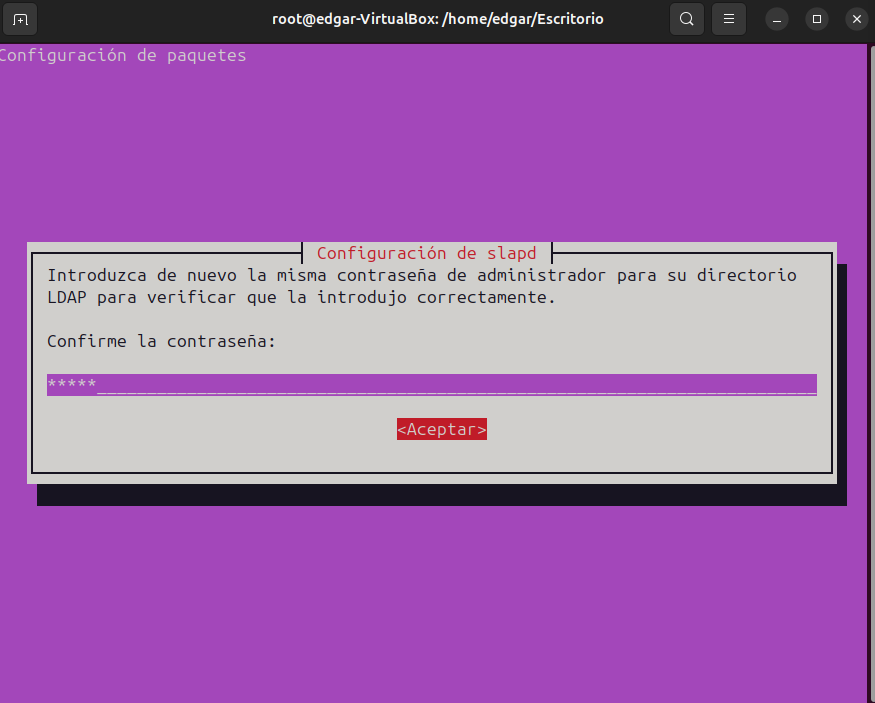 root@edgar-VirtualBox: /home/edgar/Escritorio
Configuración de paquetes
Configuración de slapd
Introduzca de nuevo la misma contraseña de administrador para su directorio
LDAP para verificar que la introdujo correctamente.
Confirme la contraseña:
*****
<Aceptar>